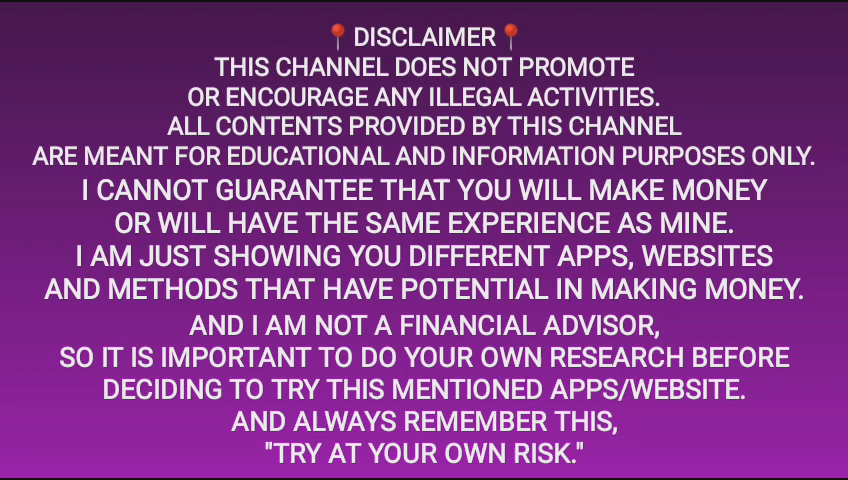 📍DISCLAIMER📍
THIS CHANNEL DOES NOT PROMOTE
OR ENCOURAGE ANY ILLEGAL ACTIVITIES.
ALL CONTENTS PROVIDED BY THIS CHANNEL
ARE MEANT FOR EDUCATIONAL AND INFORMATION PURPOSES ONLY.
I CANNOT GUARANTEE THAT YOU WILL MAKE MONEY
OR WILL HAVE THE SAME EXPERIENCE AS MINE.
I AM JUST SHOWING YOU DIFFERENT APPS, WEBSITES
AND METHODS THAT HAVE POTENTIAL IN MAKING MONEY.
AND I AM NOT A FINANCIAL ADVISOR,
SO IT IS IMPORTANT TO DO YOUR OWN RESEARCH BEFORE
DECIDING TO TRY THIS MENTIONED APPS/WEBSITE.
AND ALWAYS REMEMBER THIS,
"TRY AT YOUR OWN RISK."